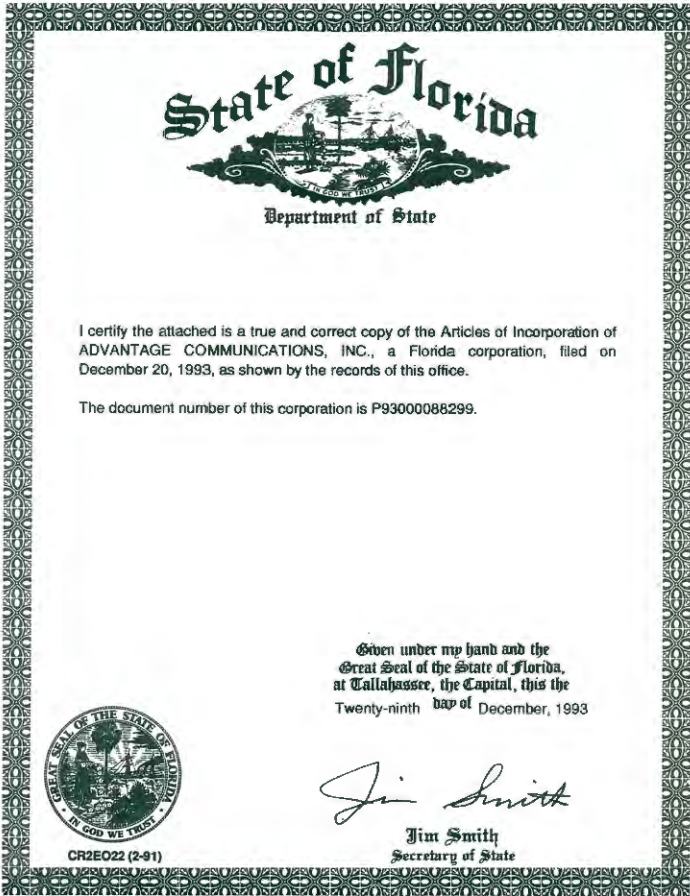 State of Florida
IN GOD WE TRUST
Department of State
I certify the attached is a true and correct copy of the Articles of Incorporation of
ADVANTAGE COMMUNICATIONS, INC., a Florida corporation, filed on
December 20, 1993, as shown by the records of this office.
The document number of this corporation is P93000088299.
Given under my hand and the
Great Seal of the State of Florida,
at Tallahassee, the Capital, this the
Twenty-ninth day of December, 1993
GREAT SEAL OF THE STATE OF FLORIDA
IN GOD WE TRUST
Jim Smith
CR2EO22 (2-91)
Jim Smith
Secretary of State